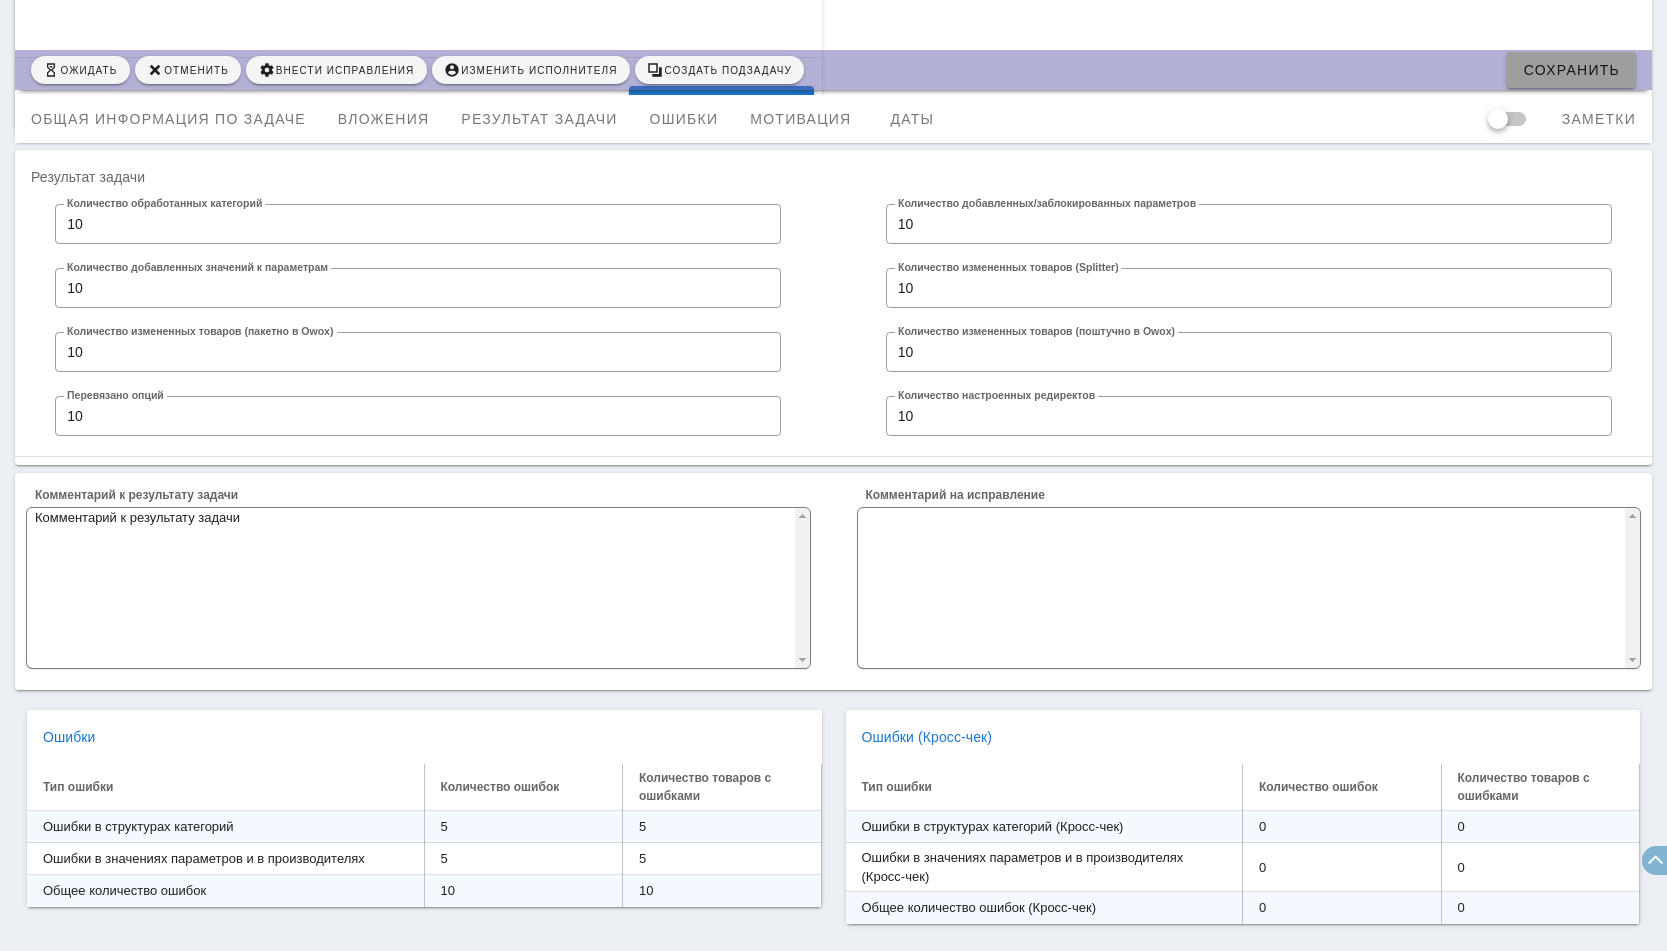 ОЖИДАТЬ ОТМЕНИТЬ ВНЕСТИ ИСПРАВЛЕНИЯ ИЗМЕНИТЬ ИСПОЛНИТЕЛЯ СОЗДАТЬ ПОДЗАДАЧУ СОХРАНИТЬ
ОБЩАЯ ИНФОРМАЦИЯ ПО ЗАДАЧЕ ВЛОЖЕНИЯ РЕЗУЛЬТАТ ЗАДАЧИ ОШИБКИ МОТИВАЦИЯ ДАТЫ ЗАМЕТКИ
Результат задачи
Количество обработанных категорий
10
Количество добавленных/заблокированных параметров
10
Количество добавленных значений к параметрам
10
Количество измененных товаров (Splitter)
10
Количество измененных товаров (пакетно в Owox)
10
Количество измененных товаров (поштучно в Owox)
10
Перевязано опций
10
Количество настроенных редиректов
10
Комментарий к результату задачи
Комментарий к результату задачи
Комментарий на исправление
Ошибки
Тип ошибки Количество ошибок Количество товаров с
ошибками
Ошибки в структурах категорий 5 5
Ошибки в значениях параметров и в производителях 5 5
Общее количество ошибок 10 10
Ошибки (Кросс-чек)
Тип ошибки Количество ошибок Количество товаров с
ошибками
Ошибки в структурах категорий (Кросс-чек) 0 0
Ошибки в значениях параметров и в производителях
(Кросс-чек) 0 0
Общее количество ошибок (Кросс-чек) 0 0